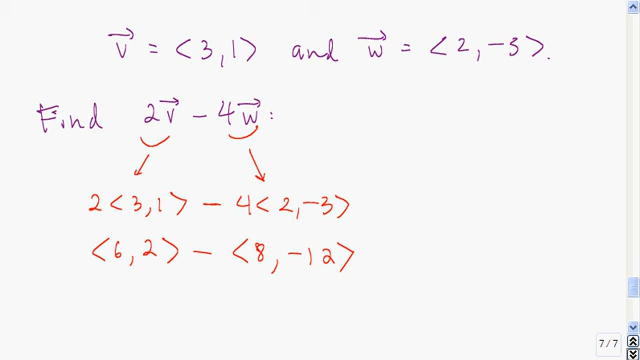 v⃗ = <3,1> and w⃗ = <2,-3>.
Find 2v⃗ - 4w⃗:
2<3,1> - 4<2,-3>
<6,2> - <8,-12>
7/7